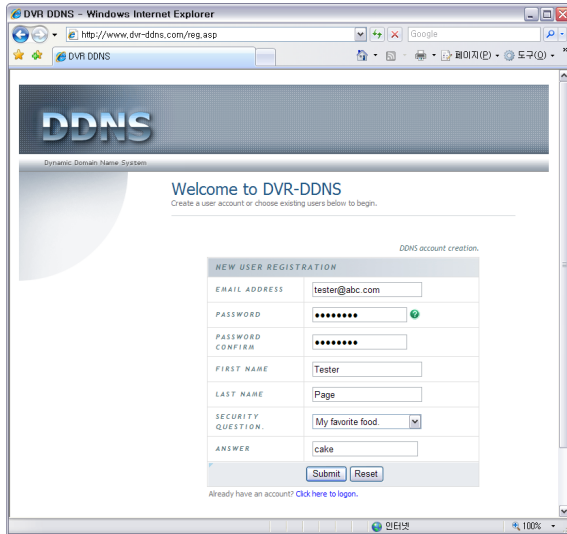 DVR DDNS - Windows Internet Explorer
http://www.dvr-ddns.com/reg.asp
Google
DVR DDNS
페이지(P)
도구(O)
DDNS
Dynamic Domain Name System
Welcome to DVR-DDNS
Create a user account or choose existing users below to begin.
DDNS account creation.
NEW USER REGISTRATION
EMAIL ADDRESS tester@abc.com
PASSWORD ●●●●●●●●
PASSWORD
CONFIRM ●●●●●●●●
FIRST NAME Tester
LAST NAME Page
SECURITY
QUESTION. My favorite food.
ANSWER cake
Submit Reset
Already have an account? Click here to logon.
인터넷 100%